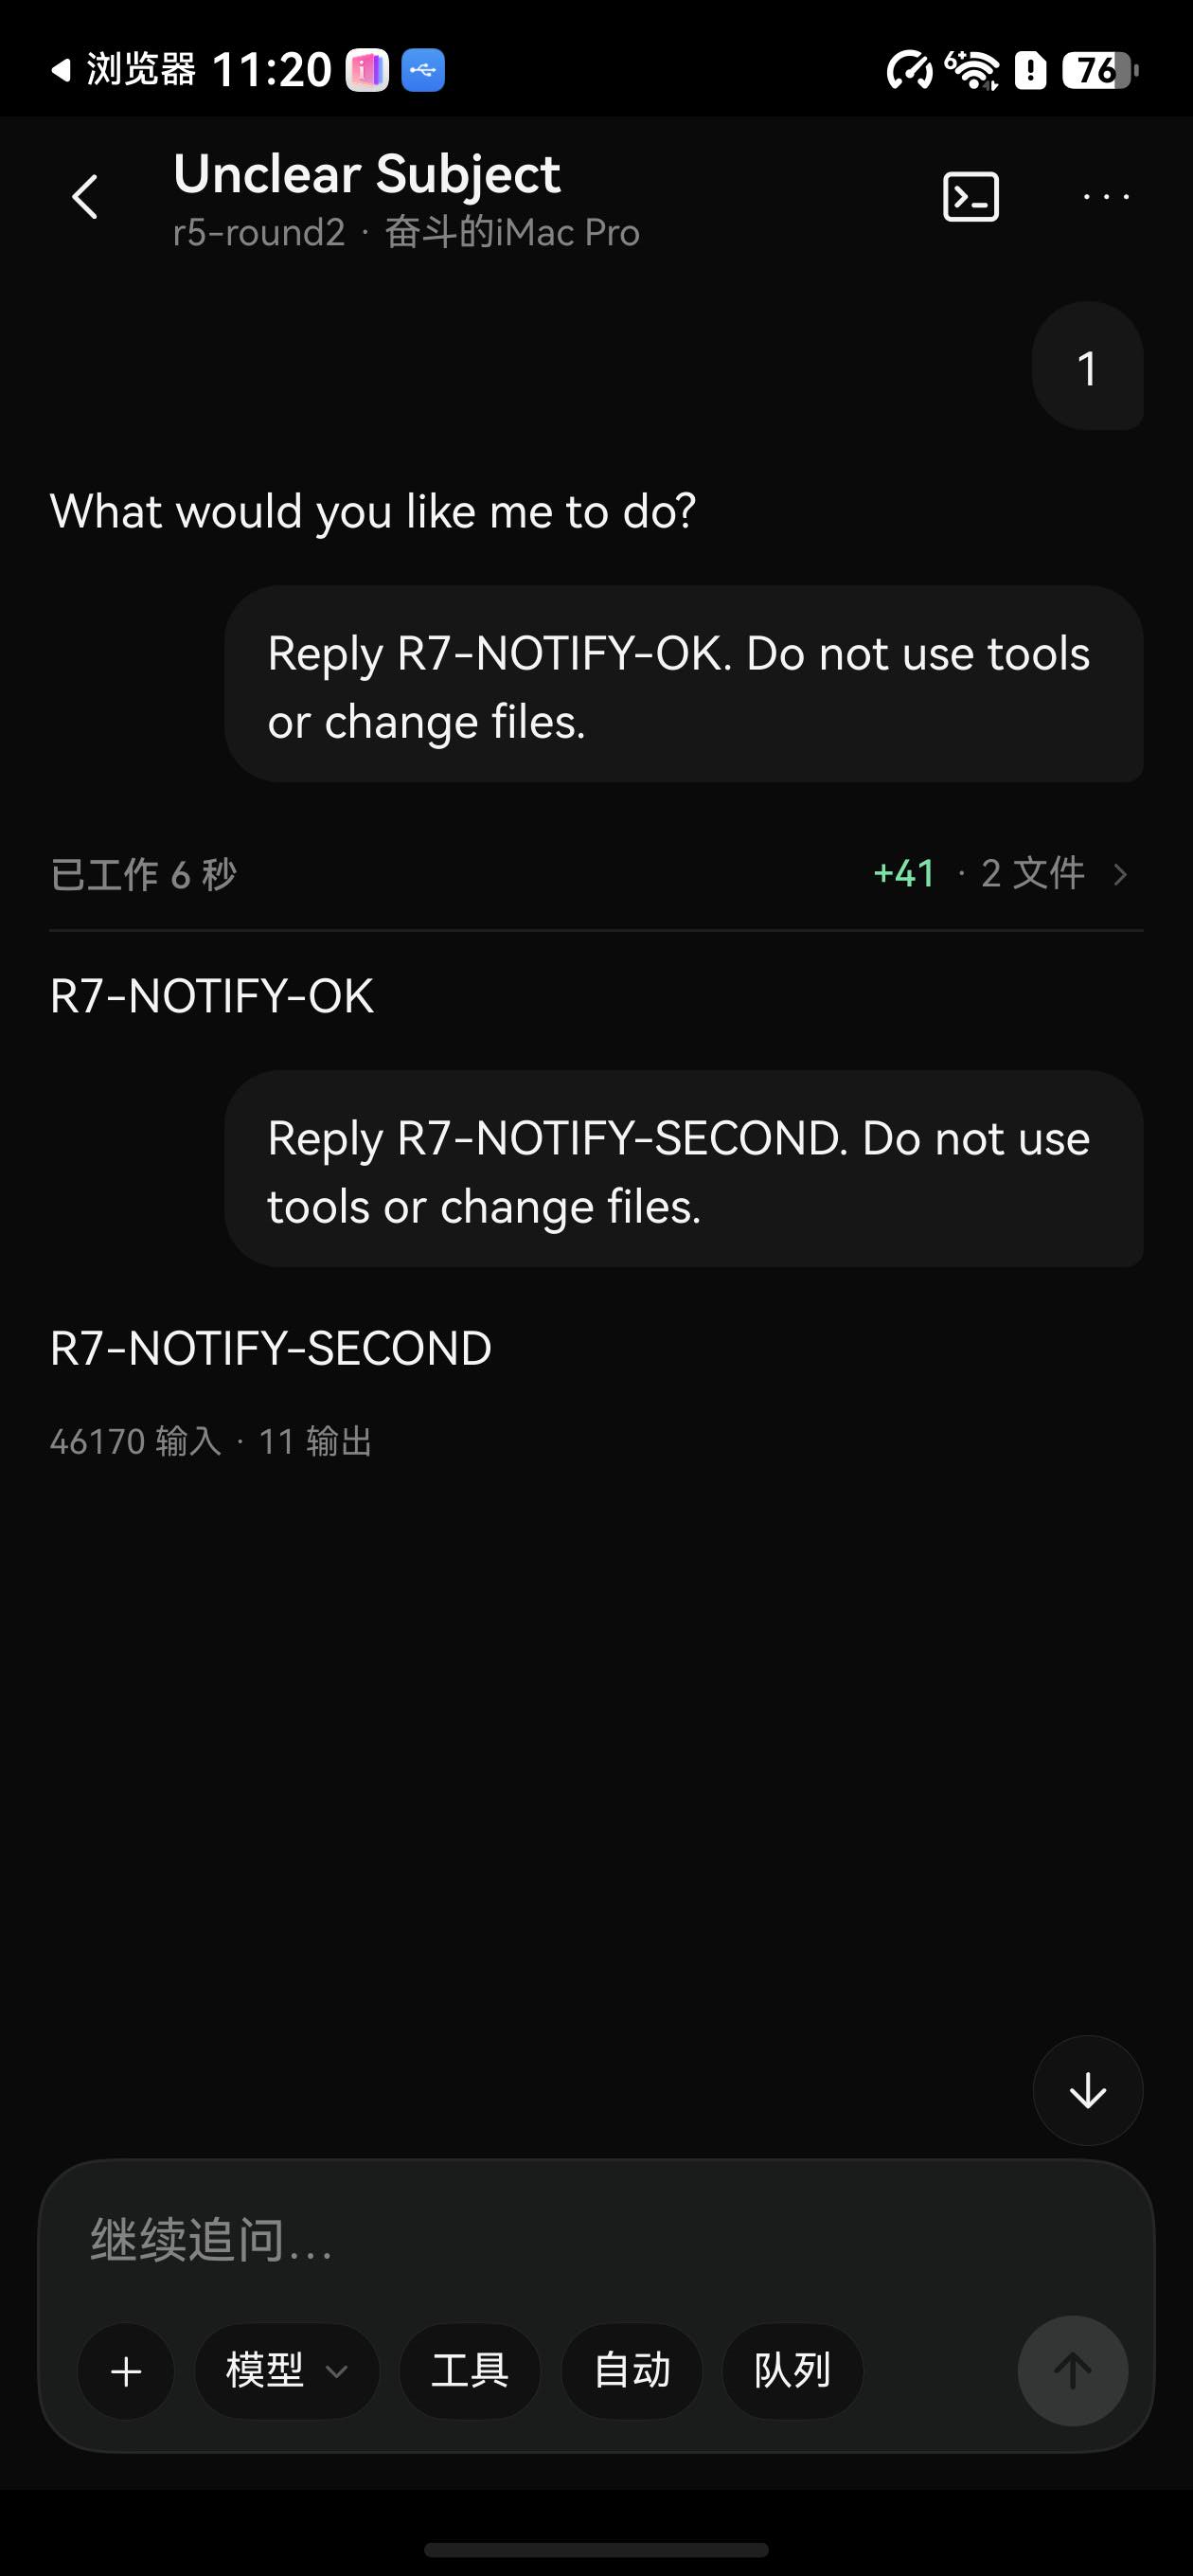 浏览器 11:20
6+
76
Unclear Subject
r5-round2 · 奋斗的iMac Pro
1
What would you like me to do?
Reply R7-NOTIFY-OK. Do not use tools
or change files.
已工作 6 秒
+41 · 2 文件
R7-NOTIFY-OK
Reply R7-NOTIFY-SECOND. Do not use
tools or change files.
R7-NOTIFY-SECOND
46170 输入 · 11 输出
继续追问...
模型
工具
自动
队列